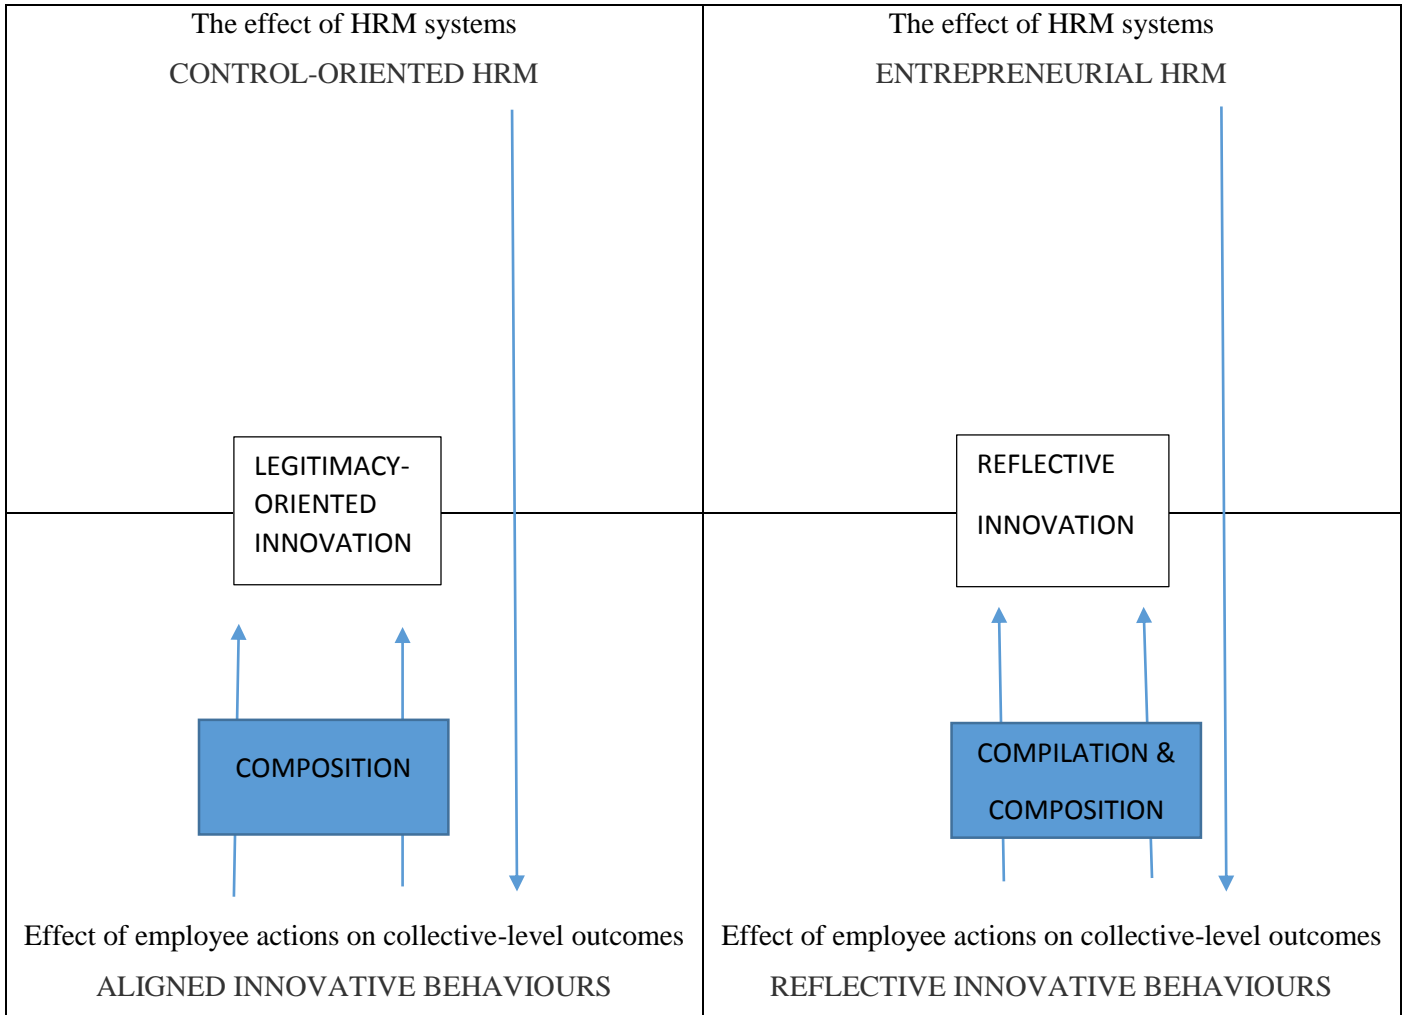 The effect of HRM systems
CONTROL-ORIENTED HRM
LEGITIMACY-
ORIENTED
INNOVATION
COMPOSITION
Effect of employee actions on collective-level outcomes
ALIGNED INNOVATIVE BEHAVIOURS
The effect of HRM systems
ENTREPRENEURIAL HRM
REFLECTIVE
INNOVATION
COMPILATION &
COMPOSITION
Effect of employee actions on collective-level outcomes
REFLECTIVE INNOVATIVE BEHAVIOURS